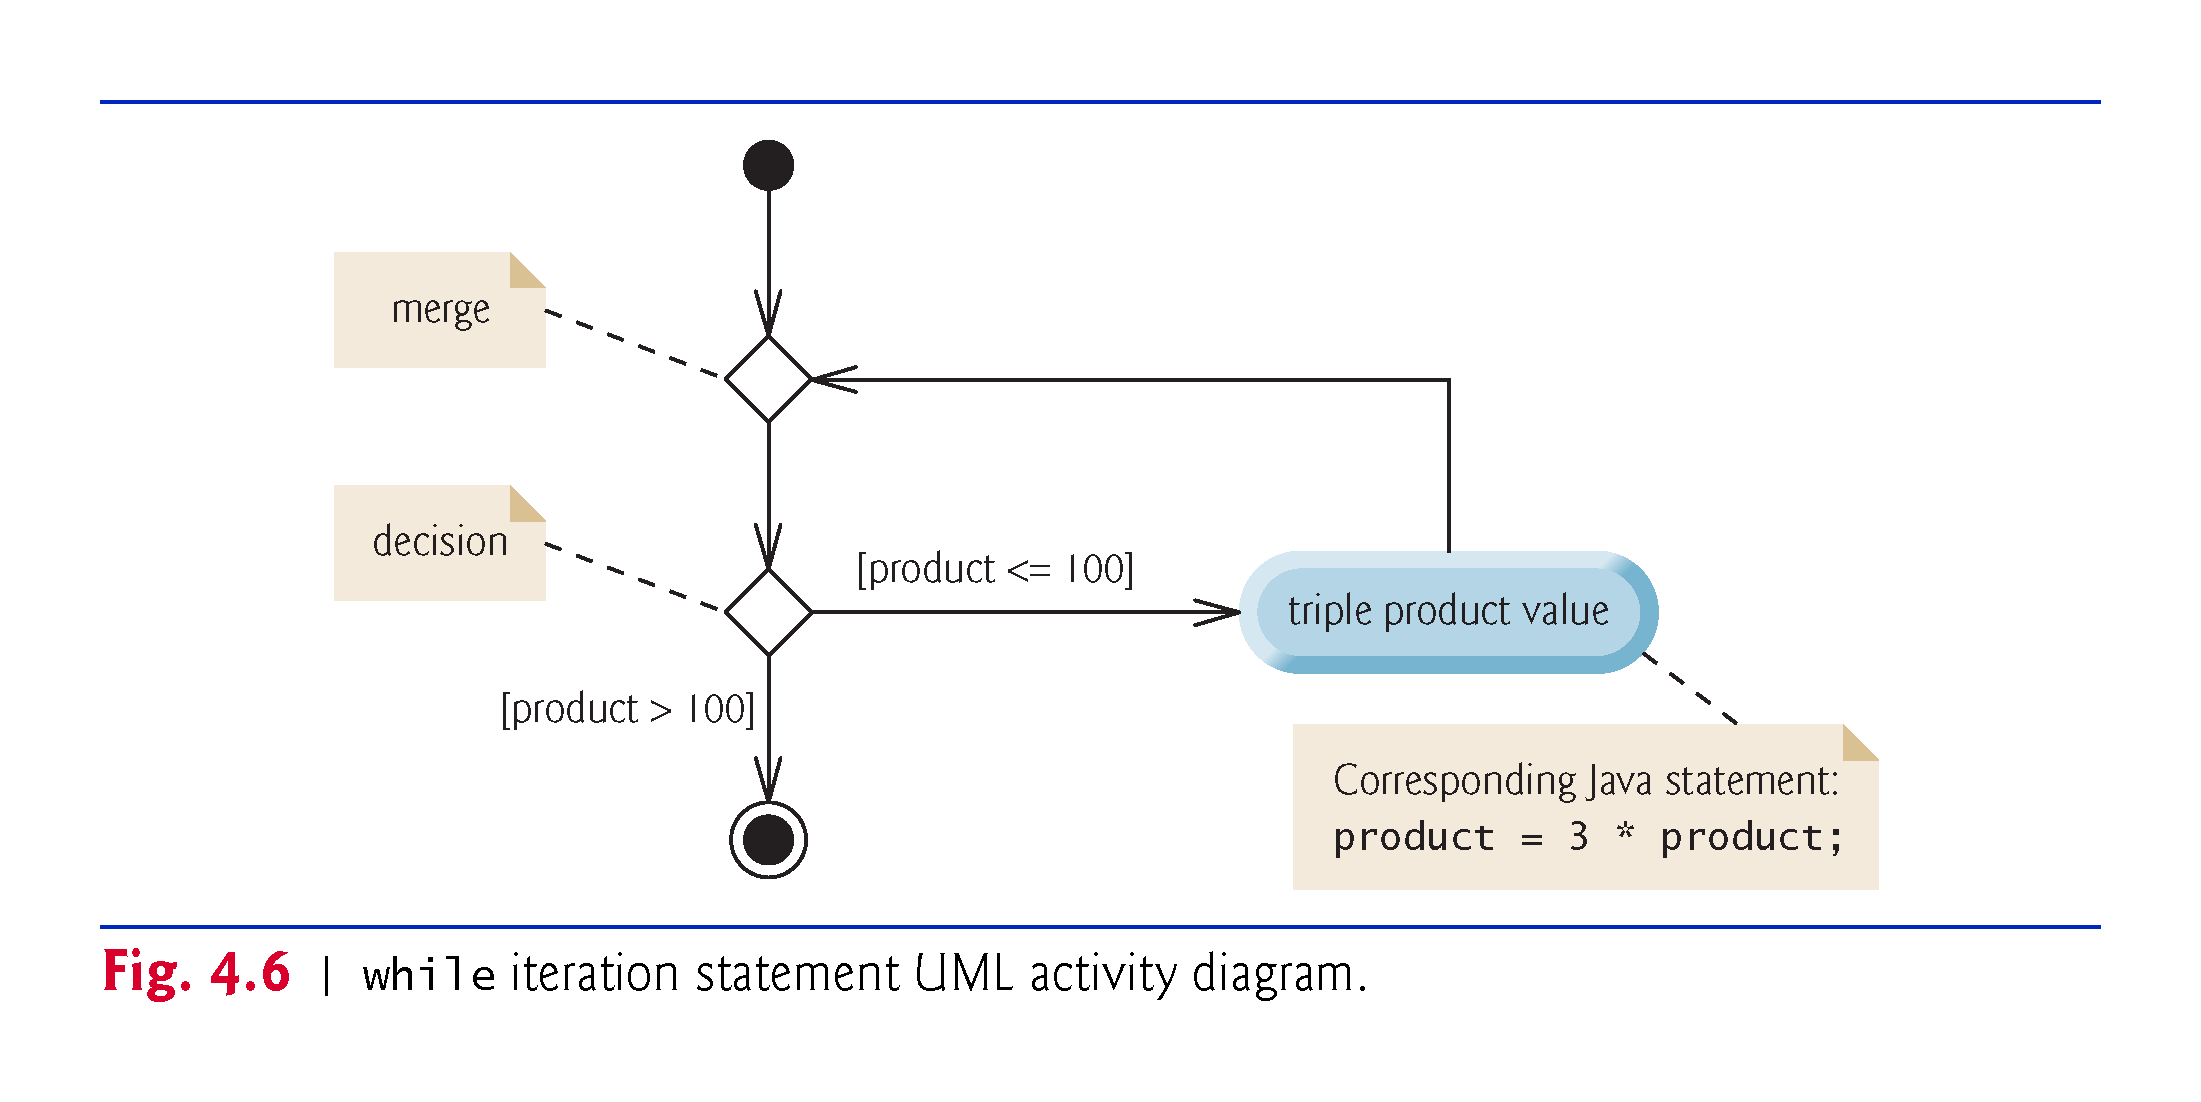 merge
decision
[product <= 100]
triple product value
[product > 100]
Corresponding Java statement:
product = 3 * product;
Fig. 4.6 | while iteration statement UML activity diagram.